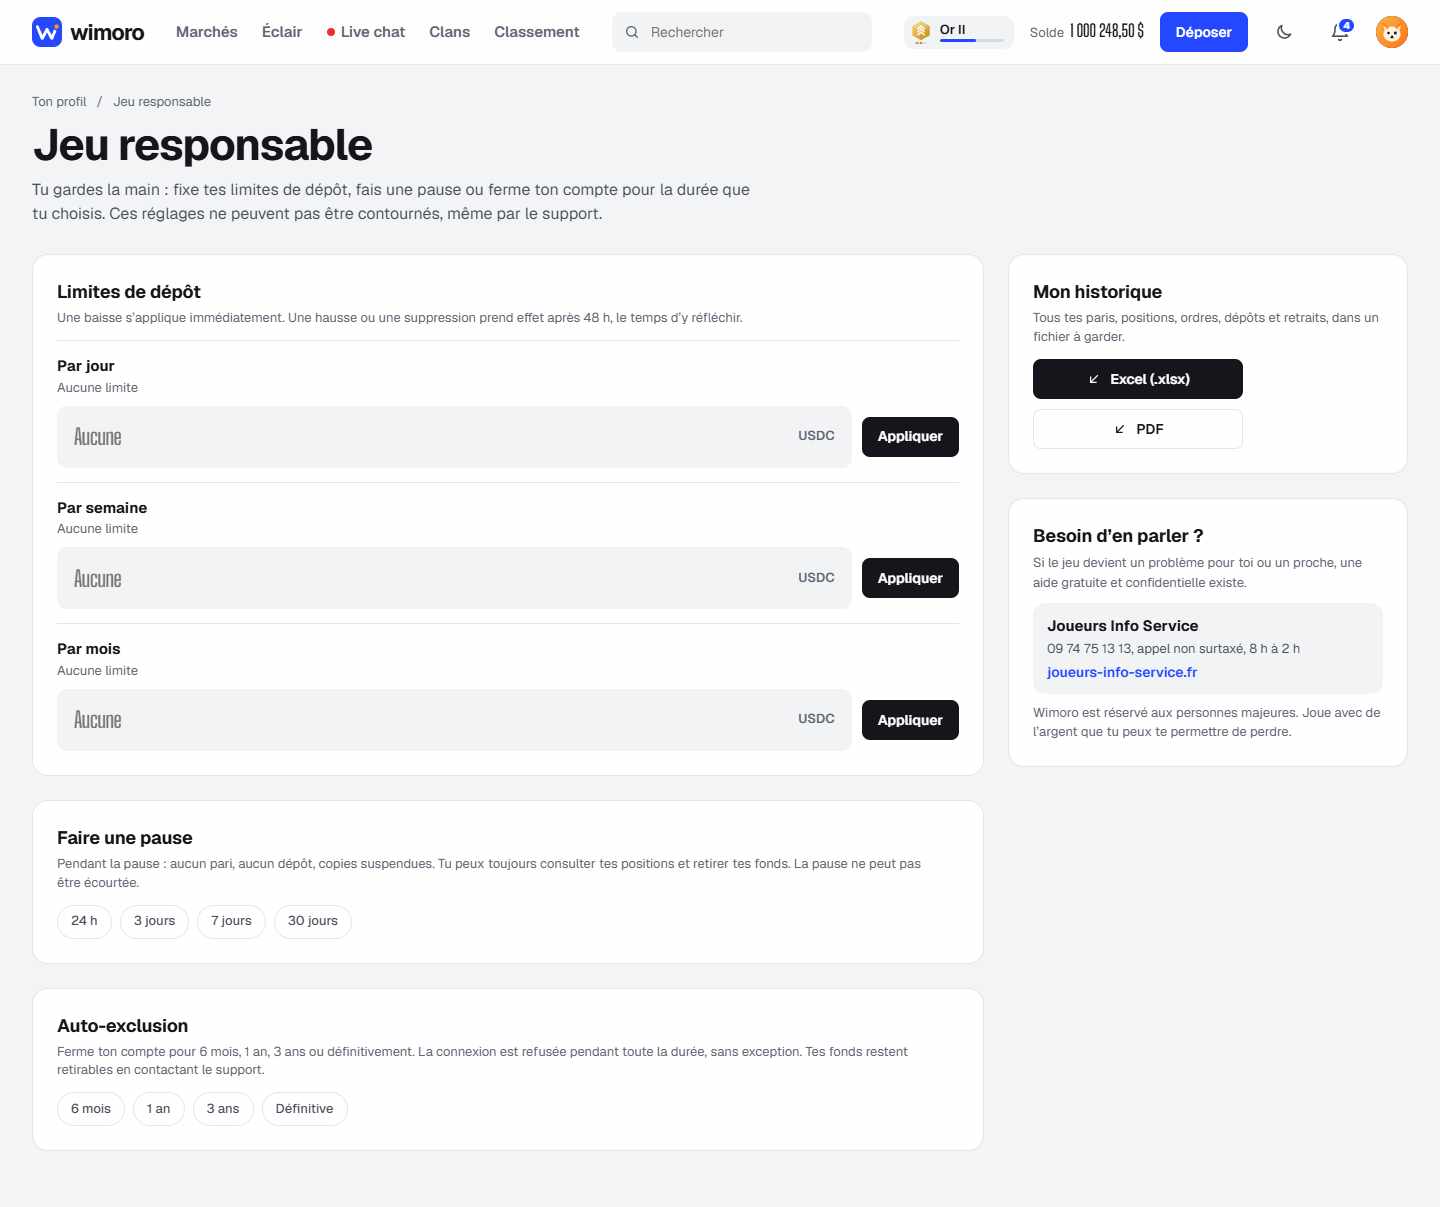 wimoro
Marchés
Éclair
Live chat
Clans
Classement
Rechercher
Or II
Solde 1 000 248,50 $
Déposer
4
Ton profil / Jeu responsable
Jeu responsable
Tu gardes la main : fixe tes limites de dépôt, fais une pause ou ferme ton compte pour la durée que
tu choisis. Ces réglages ne peuvent pas être contournés, même par le support.
Limites de dépôt
Une baisse s’applique immédiatement. Une hausse ou une suppression prend effet après 48 h, le temps d’y réfléchir.
Par jour
Aucune limite
Aucune USDC
Appliquer
Par semaine
Aucune limite
Aucune USDC
Appliquer
Par mois
Aucune limite
Aucune USDC
Appliquer
Faire une pause
Pendant la pause : aucun pari, aucun dépôt, copies suspendues. Tu peux toujours consulter tes positions et retirer tes fonds. La pause ne peut pas
être écourtée.
24 h
3 jours
7 jours
30 jours
Auto-exclusion
Ferme ton compte pour 6 mois, 1 an, 3 ans ou définitivement. La connexion est refusée pendant toute la durée, sans exception. Tes fonds restent
retirables en contactant le support.
6 mois
1 an
3 ans
Définitive
Mon historique
Tous tes paris, positions, ordres, dépôts et retraits, dans un
fichier à garder.
Excel (.xlsx)
PDF
Besoin d’en parler ?
Si le jeu devient un problème pour toi ou un proche, une
aide gratuite et confidentielle existe.
Joueurs Info Service
09 74 75 13 13, appel non surtaxé, 8 h à 2 h
joueurs-info-service.fr
Wimoro est réservé aux personnes majeures. Joue avec de
l’argent que tu peux te permettre de perdre.